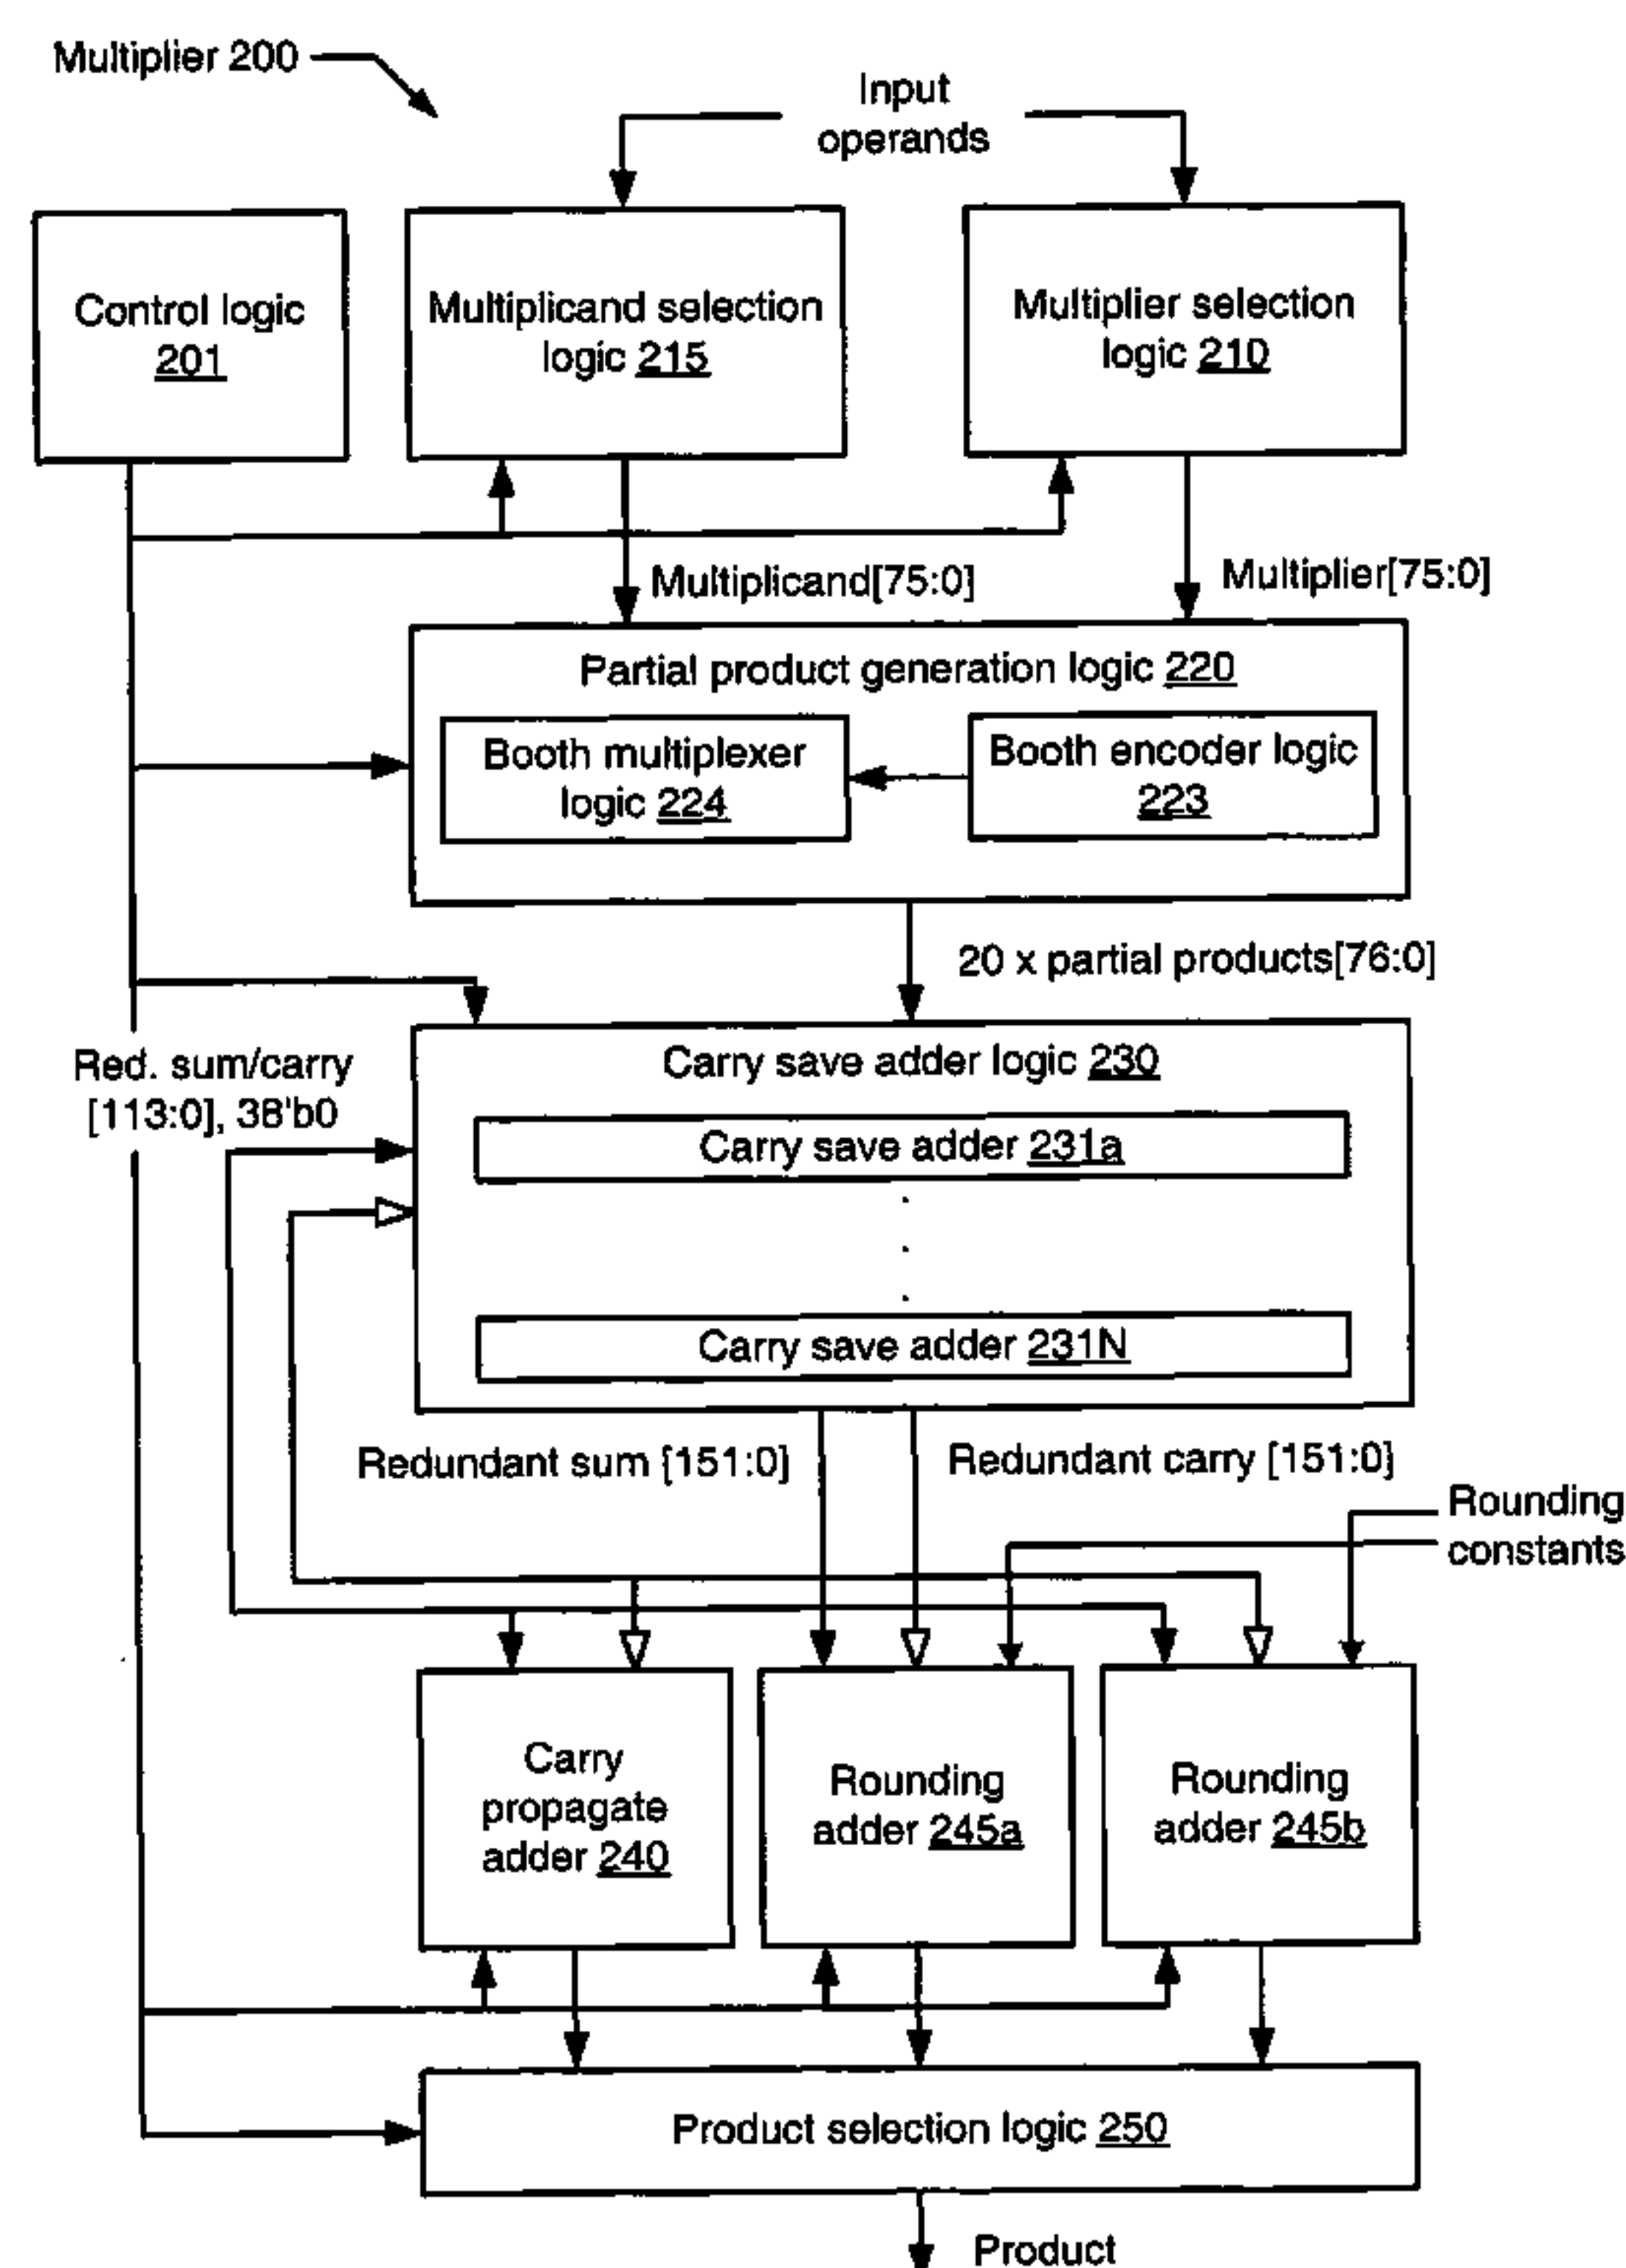 Multiplier 200
Input
operands
Control logic
201
Multiplicand selection
logic 215
Multiplier selection
logic 210
Multiplicand[75:0]
Multiplier[75:0]
Partial product generation logic 220
Booth multiplexer
logic 224
Booth encoder logic
223
20 x partial products[76:0]
Red. sum/carry
[113:0], 38'b0
Carry save adder logic 230
Carry save adder 231a
.
.
.
Carry save adder 231N
Redundant sum [151:0]
Redundant carry [151:0]
Rounding
constants
Carry
propagate
adder 240
Rounding
adder 245a
Rounding
adder 245b
Product selection logic 250
Product